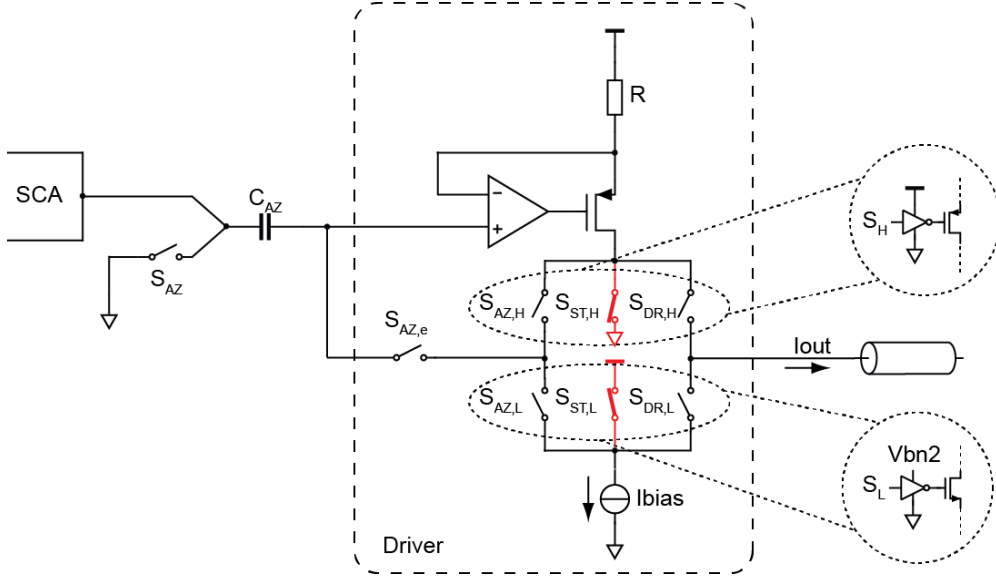 R
SCA
C_AZ
−
+
S_AZ
S_H
S_AZ,H
S_ST,H
S_DR,H
S_AZ,e
Iout
S_AZ,L
S_ST,L
S_DR,L
Vbn2
S_L
Ibias
Driver